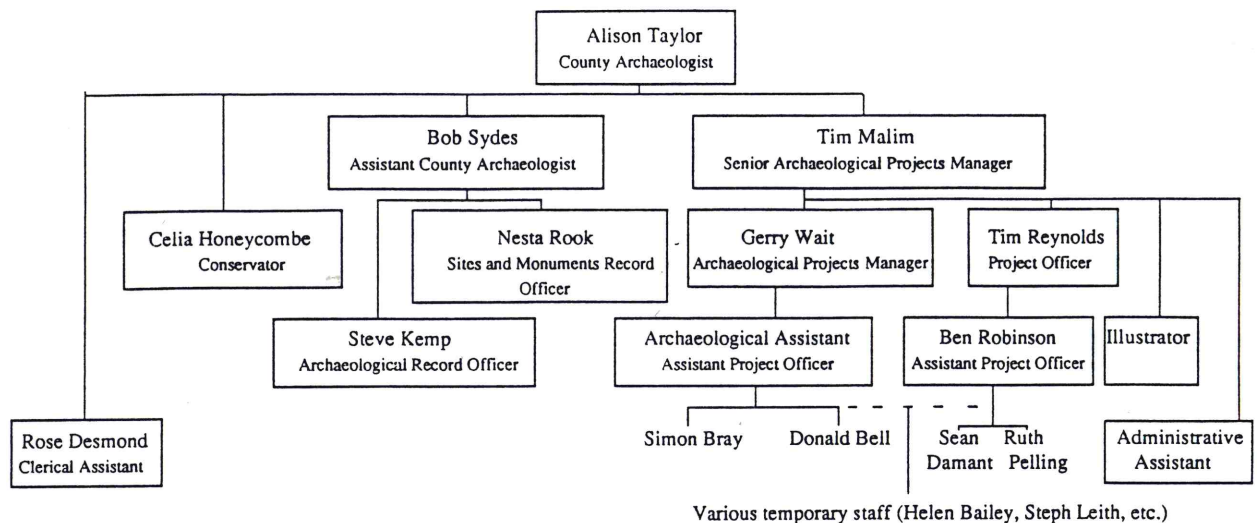 Alison Taylor
County Archaeologist
Bob Sydes
Assistant County Archaeologist
Tim Malim
Senior Archaeological Projects Manager
Celia Honeycombe
Conservator
Nesta Rook
Sites and Monuments Record
Officer
Gerry Wait
Archaeological Projects Manager
Tim Reynolds
Project Officer
Steve Kemp
Archaeological Record Officer
Archaeological Assistant
Assistant Project Officer
Ben Robinson
Assistant Project Officer
Illustrator
Rose Desmond
Clerical Assistant
Simon Bray
Donald Bell
Sean
Damant
Ruth
Pelling
Administrative
Assistant
Various temporary staff (Helen Bailey, Steph Leith, etc.)